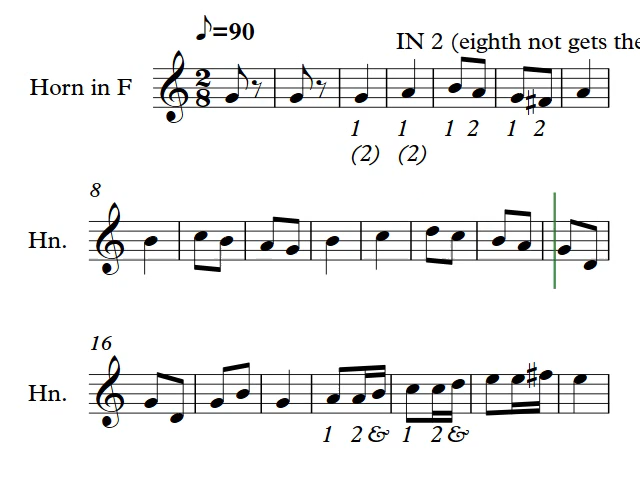 ♪=90
IN 2 (eighth not gets the
Horn in F 2 8
1 1 1 2 1 2
(2) (2)
8
Hn.
16
Hn.
1 2 & 1 2 &